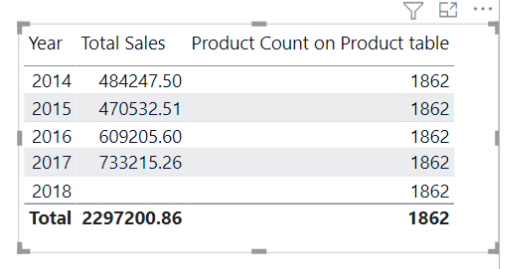 Year Total Sales Product Count on Product table
2014 484247.50 1862
2015 470532.51 1862
2016 609205.60 1862
2017 733215.26 1862
2018 1862
Total 2297200.86 1862